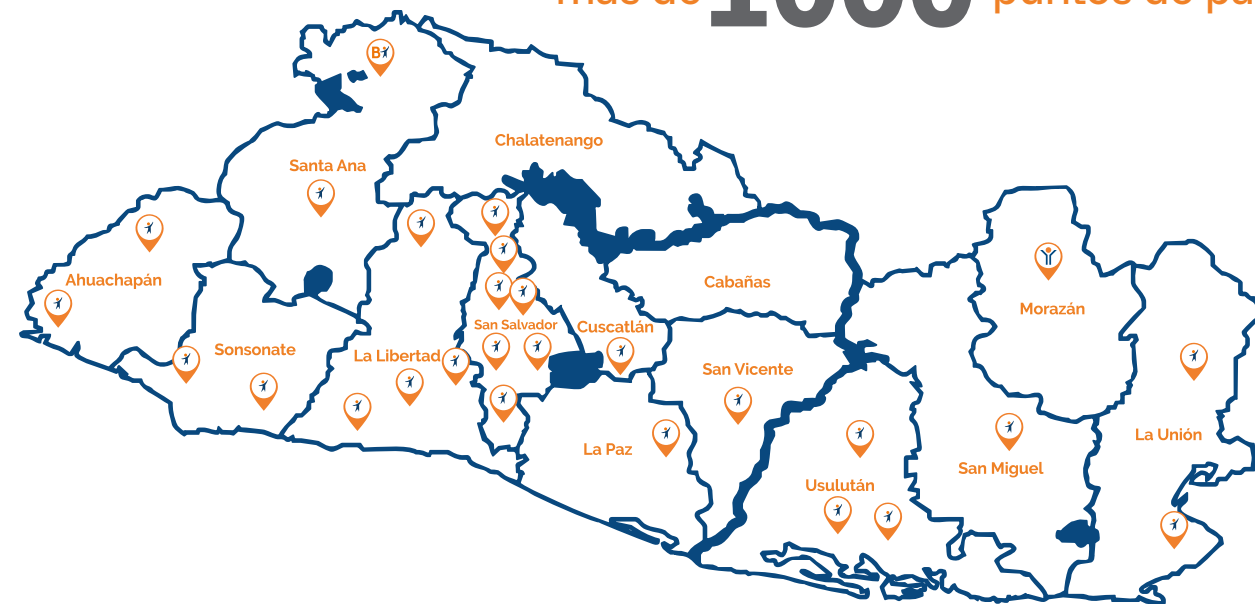 más de 1000 puntos de
Chalatenango
Santa Ana
Ahuachapán
Cabañas
Morazán
San Salvador
Cuscatlán
Sonsonate
La Libertad
San Vicente
La Unión
La Paz
San Miguel
Usulután
B